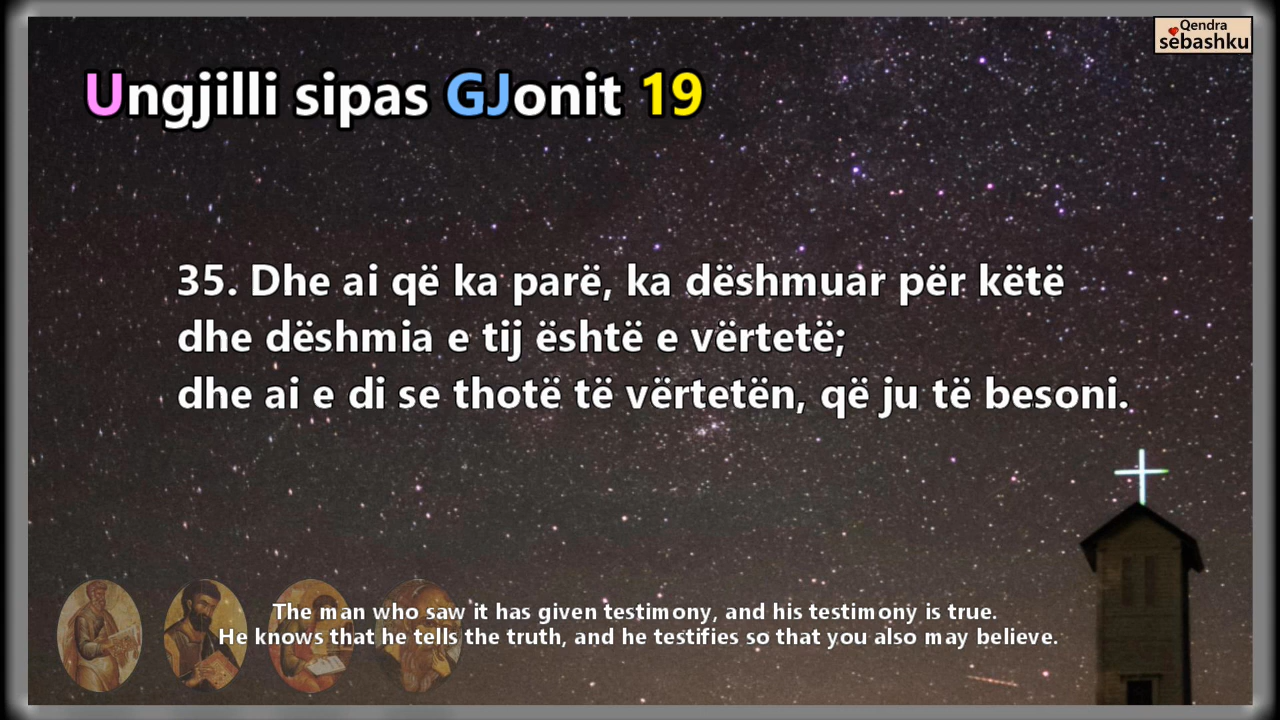 Qendra
sëbashku
Ungjilli sipas GJonit 19
35. Dhe ai që ka parë, ka dëshmuar për këtë
dhe dëshmia e tij është e vërtetë;
dhe ai e di se thotë të vërtetën, që ju të besoni.
The man who saw it has given testimony, and his testimony is true.
He knows that he tells the truth, and he testifies so that you also may believe.